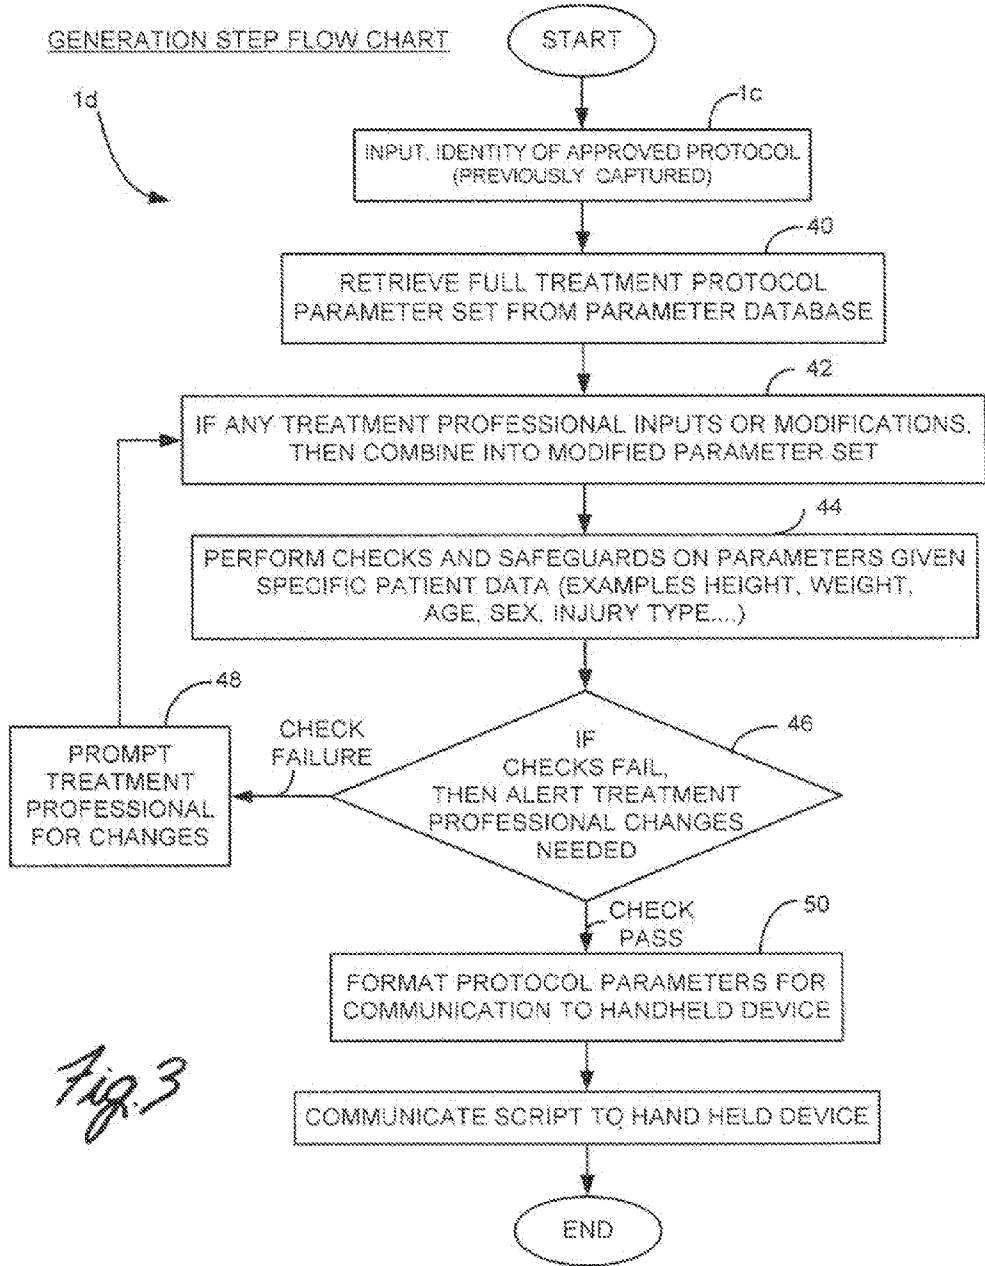 GENERATION STEP FLOW CHART
START
1d
1c
INPUT, IDENTITY OF APPROVED PROTOCOL
(PREVIOUSLY CAPTURED)
40
RETRIEVE FULL TREATMENT PROTOCOL
PARAMETER SET FROM PARAMETER DATABASE
42
IF ANY TREATMENT PROFESSIONAL INPUTS OR MODIFICATIONS,
THEN COMBINE INTO MODIFIED PARAMETER SET
44
PERFORM CHECKS AND SAFEGUARDS ON PARAMETERS GIVEN
SPECIFIC PATIENT DATA (EXAMPLES HEIGHT, WEIGHT,
AGE, SEX, INJURY TYPE....)
48
PROMPT
TREATMENT
PROFESSIONAL
FOR CHANGES
CHECK
FAILURE
46
IF
CHECKS FAIL,
THEN ALERT TREATMENT
PROFESSIONAL CHANGES
NEEDED
CHECK
PASS
50
FORMAT PROTOCOL PARAMETERS FOR
COMMUNICATION TO HANDHELD DEVICE
Fig. 3
COMMUNICATE SCRIPT TO HAND HELD DEVICE
END